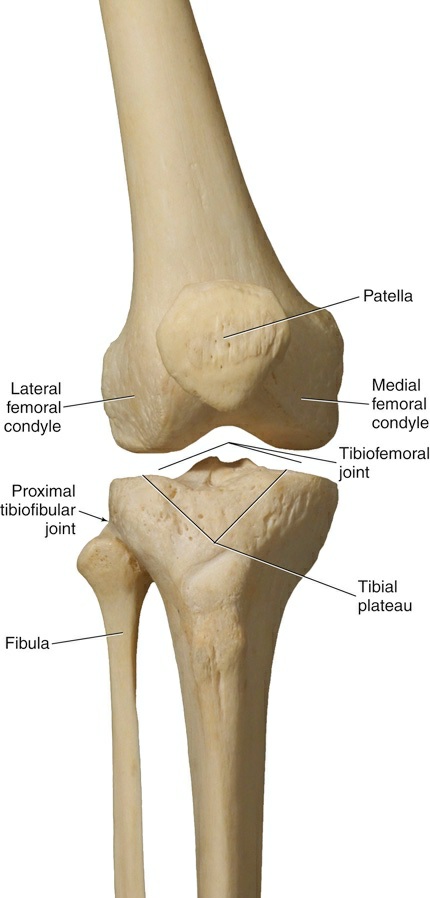 Patella
Lateral
femoral
condyle
Medial
femoral
condyle
Tibiofemoral
joint
Proximal
tibiofibular
joint
Tibial
plateau
Fibula